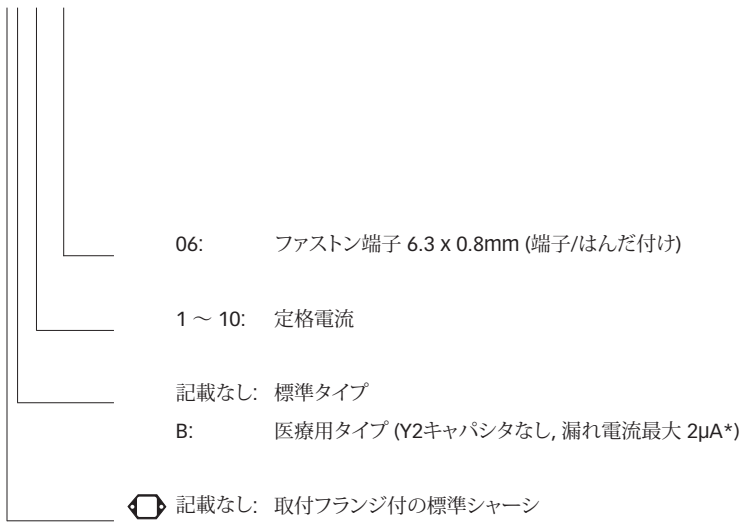 06: ファストン端子 6.3 x 0.8mm (端子/はんだ付け)
1 ～ 10: 定格電流
記載なし: 標準タイプ
B: 医療用タイプ (Y2キャパシタなし, 漏れ電流最大 2μA*)
記載なし: 取付フランジ付の標準シャーシ